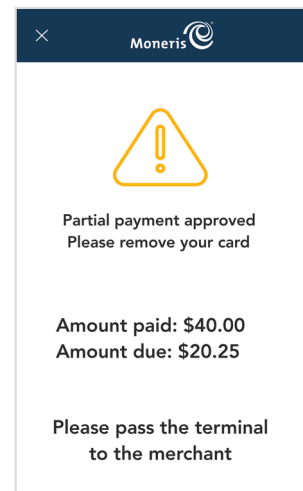 Moneris
Partial payment approved
Please remove your card
Amount paid: $40.00
Amount due: $20.25
Please pass the terminal
to the merchant